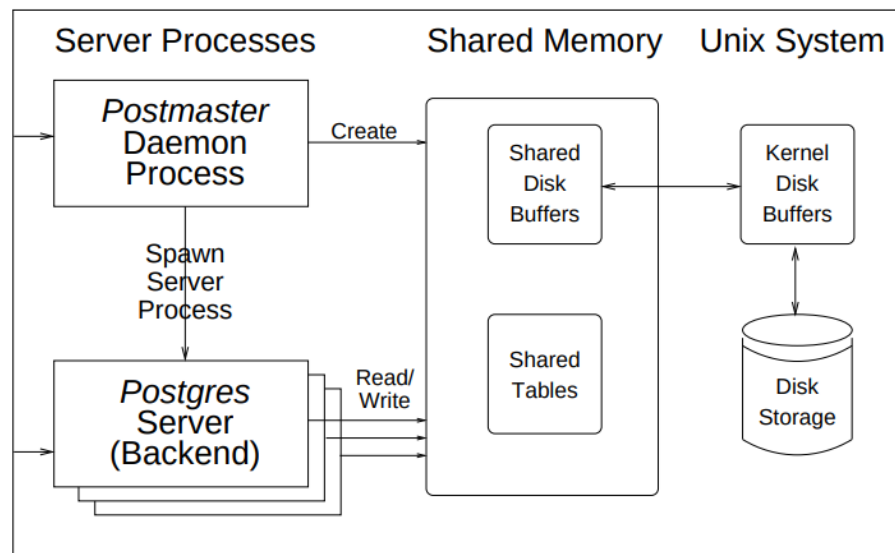 Server Processes
Shared Memory
Unix System
Postmaster
Daemon
Process
Create
Spawn
Server
Process
Postgres
Server
(Backend)
Read/
Write
Shared
Disk
Buffers
Shared
Tables
Kernel
Disk
Buffers
Disk
Storage